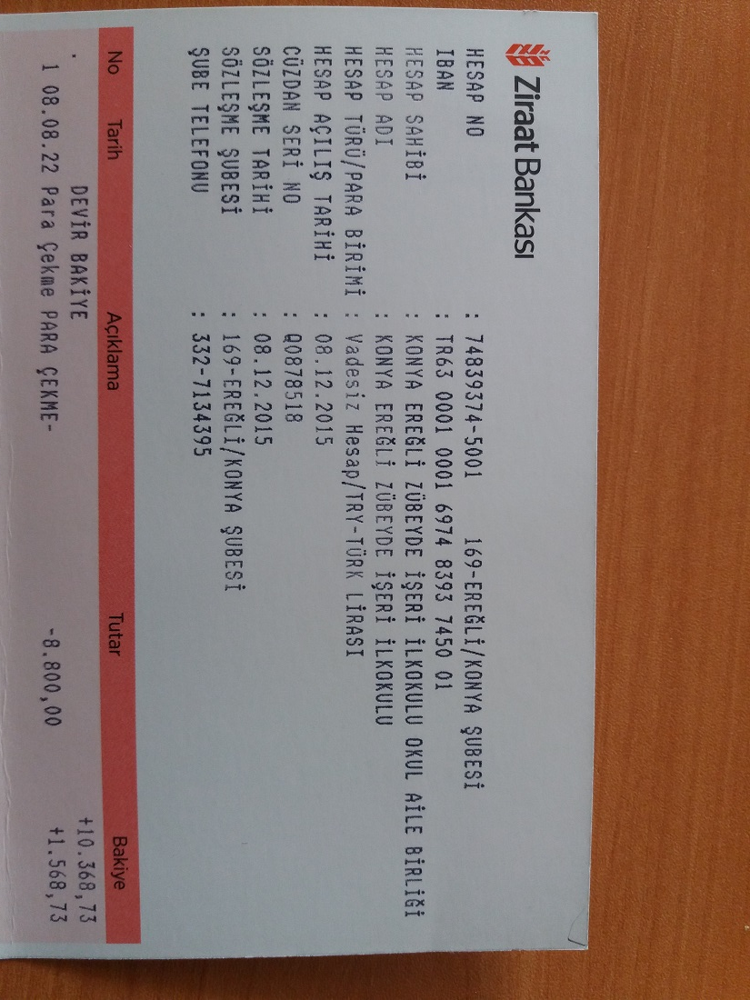 Ziraat Bankası
HESAP NO : 74839374-5001 169-EREĞLİ/KONYA ŞUBESİ
IBAN : TR63 0001 0001 6974 8393 7450 01
HESAP SAHİBİ : KONYA EREĞLİ ZÜBEYDE İŞERİ İLKOKULU OKUL AİLE BİRLİĞİ
HESAP ADI : KONYA EREĞLİ ZÜBEYDE İŞERİ İLKOKULU
HESAP TÜRÜ/PARA BİRİMİ : Vadesiz Hesap/TRY-TÜRK LİRASI
HESAP AÇILIŞ TARİHİ : 08.12.2015
CÜZDAN SERİ NO : Q0878518
SÖZLEŞME TARİHİ : 08.12.2015
SÖZLEŞME ŞUBESİ : 169-EREĞLİ/KONYA ŞUBESİ
ŞUBE TELEFONU : 332-7134395
No Tarih Açıklama Tutar Bakiye
DEVİR BAKİYE +10.368,73
1 08.08.22 Para Çekme PARA ÇEKME- -8.800,00 +1.568,73